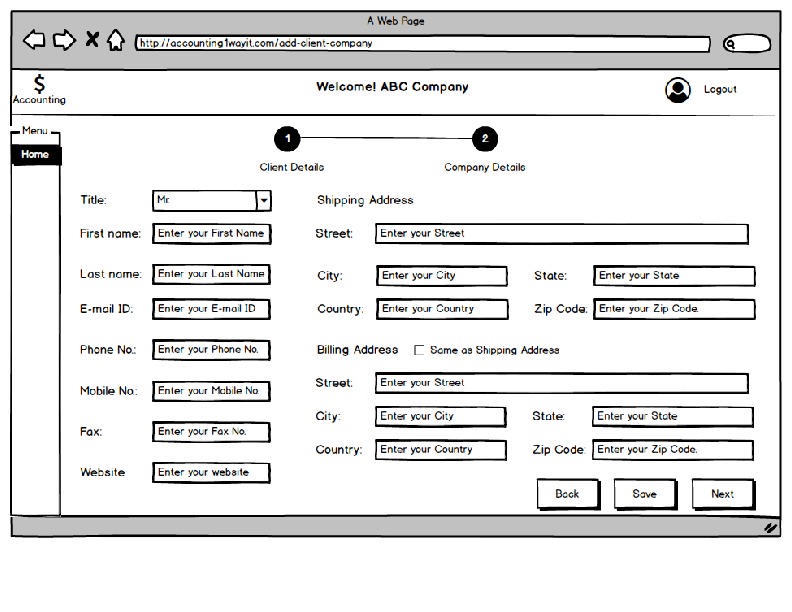 A Web Page
http://accounting1wayit.com/add-client-company
$
Accounting
Welcome! ABC Company
Logout
Menu
Home
1
2
Client Details
Company Details
Title:
Mr.
First name:
Enter your First Name
Last name:
Enter your Last Name
E-mail ID:
Enter your E-mail ID
Phone No.:
Enter your Phone No.
Mobile No.:
Enter your Mobile No.
Fax:
Enter your Fax No.
Website
Enter your website
Shipping Address
Street:
Enter your Street
City:
Enter your City
State:
Enter your State
Country:
Enter your Country
Zip Code:
Enter your Zip Code.
Billing Address
Same as Shipping Address
Street:
Enter your Street
City:
Enter your City
State:
Enter your State
Country:
Enter your Country
Zip Code:
Enter your Zip Code.
Back
Save
Next